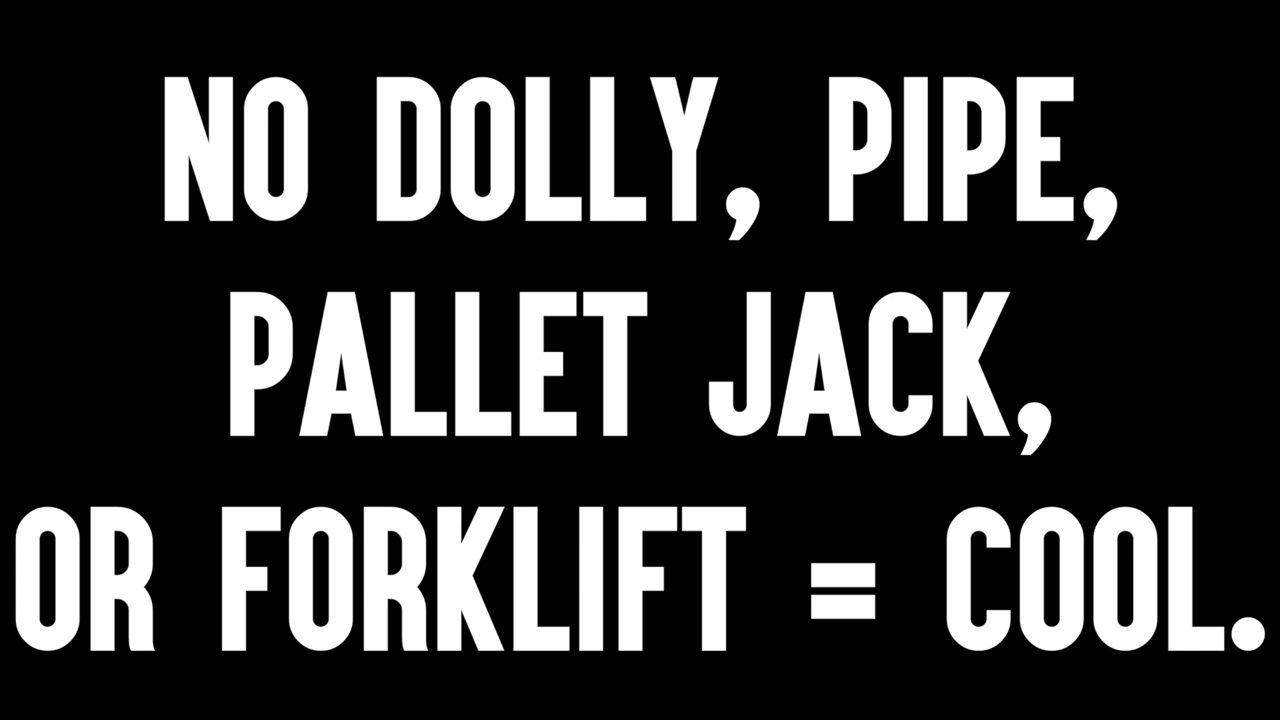 NO DOLLY, PIPE,
PALLET JACK,
OR FORKLIFT = COOL.